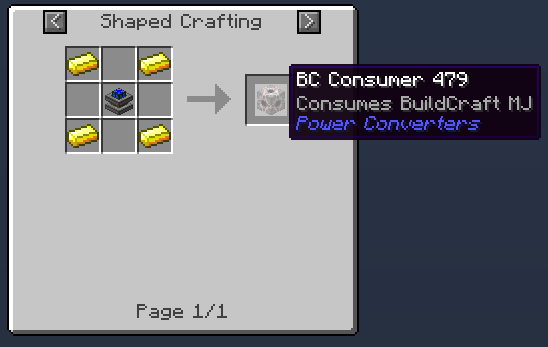 Shaped Crafting
BC Consumer 479
Consumes BuildCraft MJ
Power Converters
Page 1/1